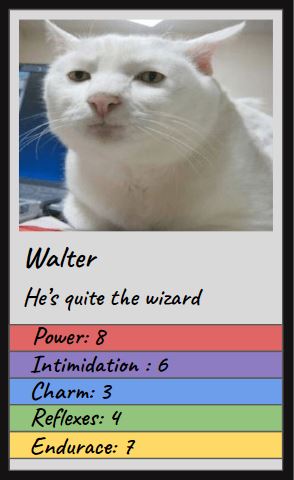 Walter
He's quite the wizard
Power: 8
Intimidation : 6
Charm: 3
Reflexes: 4
Endurace: 7